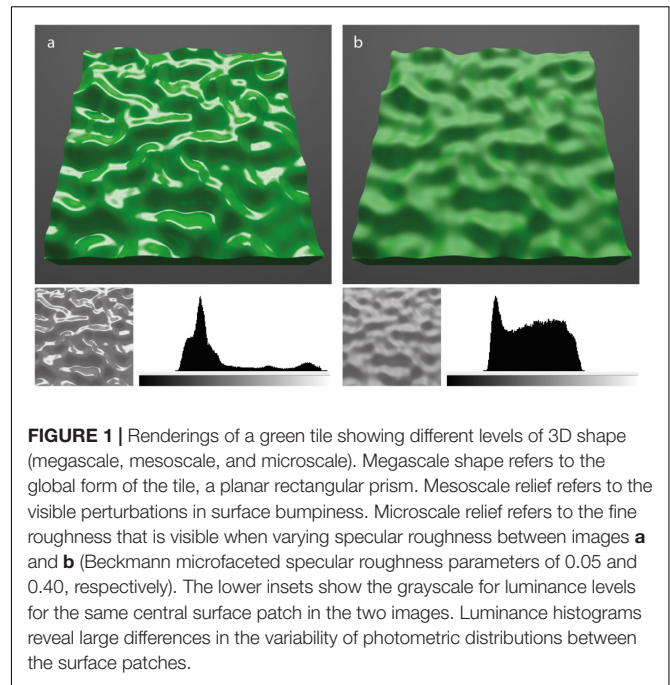 a
b
FIGURE 1 | Renderings of a green tile showing different levels of 3D shape
(megascale, mesoscale, and microscale). Megascale shape refers to the
global form of the tile, a planar rectangular prism. Mesoscale relief refers to the
visible perturbations in surface bumpiness. Microscale relief refers to the fine
roughness that is visible when varying specular roughness between images a
and b (Beckmann microfaceted specular roughness parameters of 0.05 and
0.40, respectively). The lower insets show the grayscale for luminance levels
for the same central surface patch in the two images. Luminance histograms
reveal large differences in the variability of photometric distributions between
the surface patches.